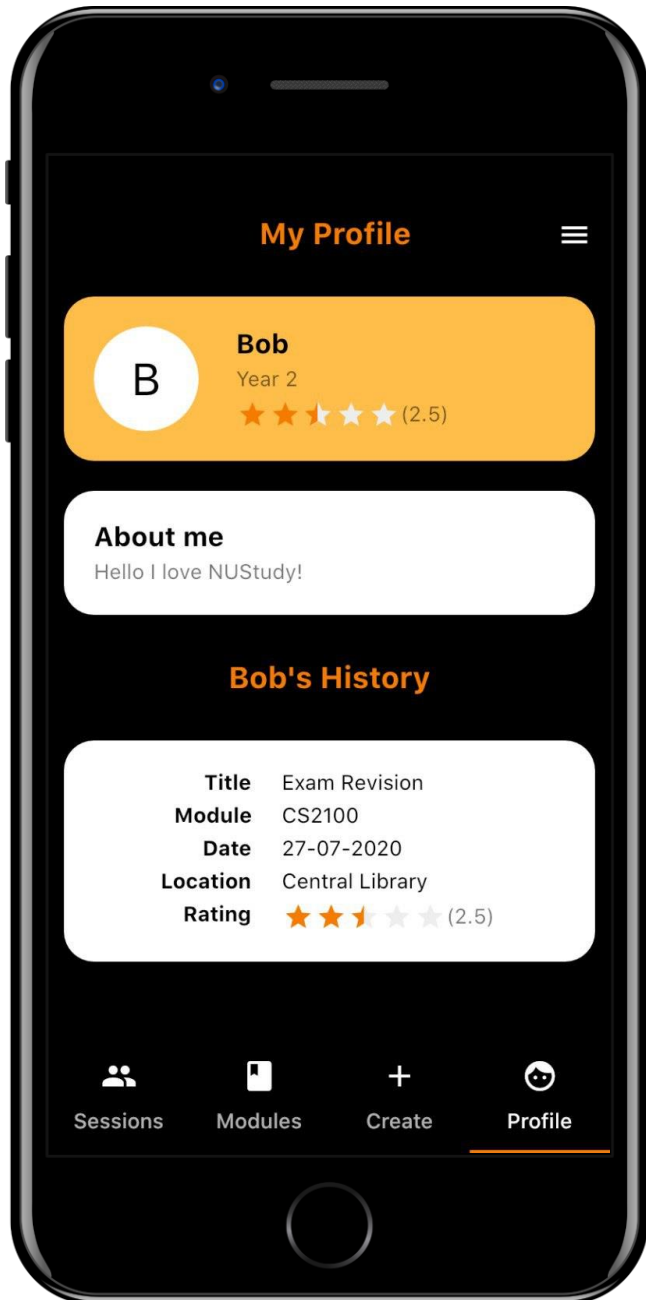 My Profile
B
Bob
Year 2
(2.5)
About me
Hello I love NUStudy!
Bob's History
Title Exam Revision
Module CS2100
Date 27-07-2020
Location Central Library
Rating (2.5)
Sessions Modules Create Profile